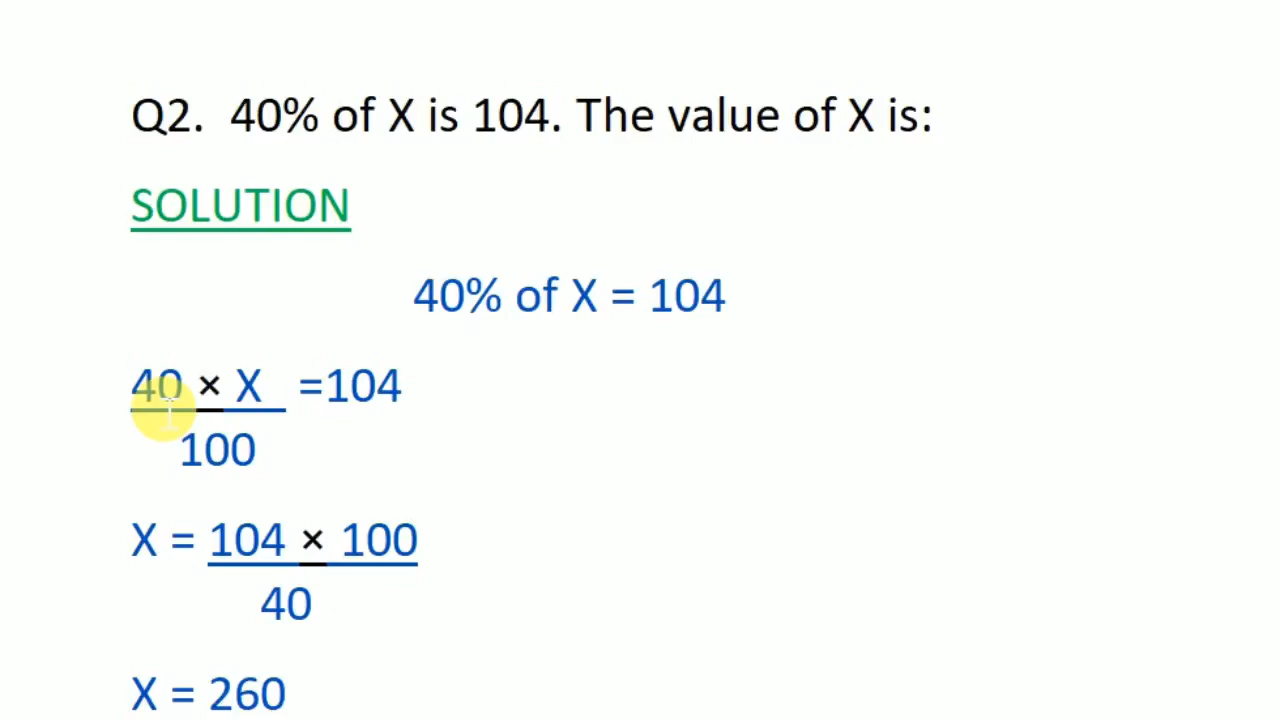 Q2. 40% of X is 104. The value of X is:
SOLUTION
40% of X = 104
40 × X =104
100
X = 104 × 100
40
X = 260